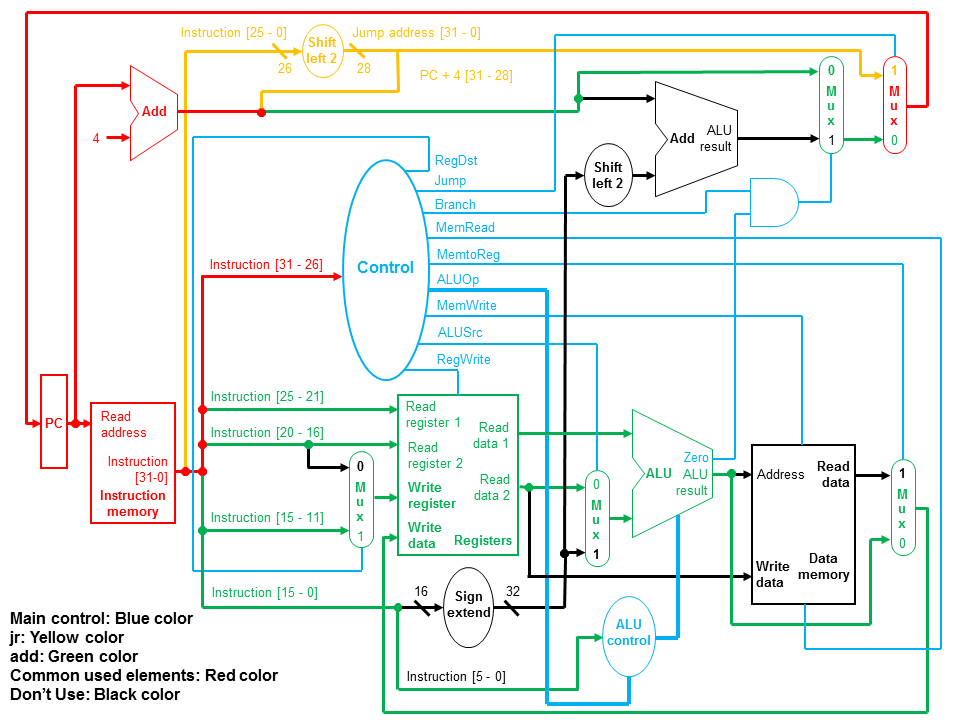 Instruction [25 - 0]
Shift
left 2
Jump address [31 - 0]
26
28
PC + 4 [31 - 28]
Add
4
Add
ALU
result
Shift
left 2
0
M
u
x
1
1
M
u
x
0
RegDst
Jump
Branch
MemRead
MemtoReg
ALUOp
MemWrite
ALUSrc
RegWrite
Control
Instruction [31 - 26]
PC
Read
address
Instruction
[31-0]
Instruction
memory
Instruction [25 - 21]
Instruction [20 - 16]
Instruction [15 - 11]
Instruction [15 - 0]
0
M
u
x
1
Read
register 1
Read
register 2
Write
register
Write
data
Read
data 1
Read
data 2
Registers
0
M
u
x
1
Zero
ALU
ALU
result
Address
Read
data
Write
data
Data
memory
1
M
u
x
0
16
Sign
extend
32
ALU
control
Instruction [5 - 0]
Main control: Blue color
jr: Yellow color
add: Green color
Common used elements: Red color
Don't Use: Black color